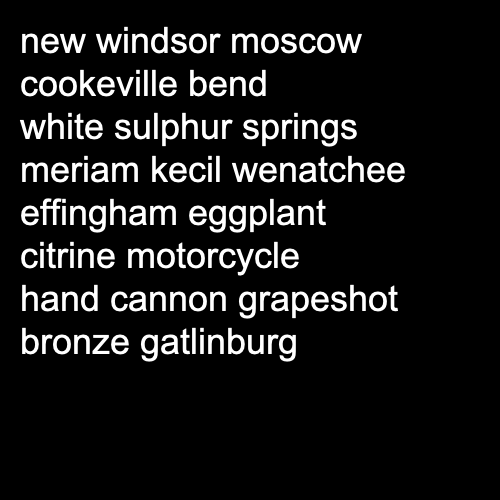 new windsor moscow
cookeville bend
white sulphur springs
meriam kecil wenatchee
effingham eggplant
citrine motorcycle
hand cannon grapeshot
bronze gatlinburg